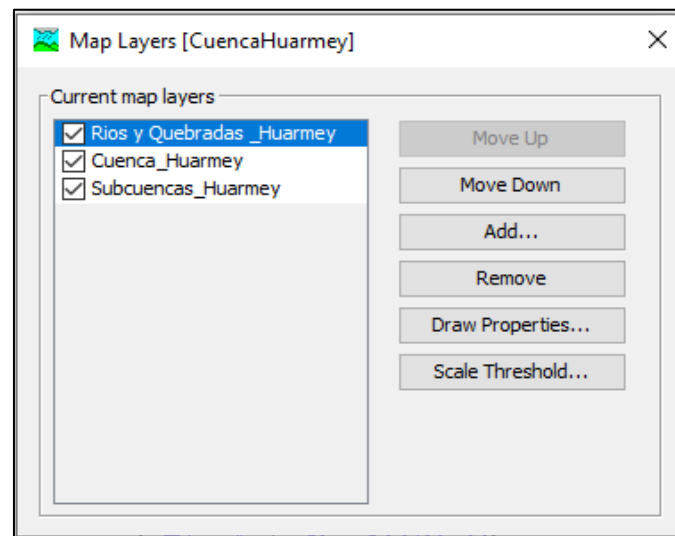 Map Layers [CuencaHuarmey]
Current map layers
Rios y Quebradas _Huarmey
Cuenca_Huarmey
Subcuencas_Huarmey
Move Up
Move Down
Add...
Remove
Draw Properties...
Scale Threshold...